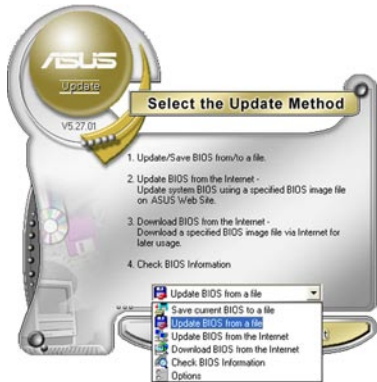 ASUS
Update
V5.27.01
Select the Update Method
1. Update/Save BIOS from/to a file.
2. Update BIOS from the Internet -
Update system BIOS using a specified BIOS image file
on ASUS Web Site.
3. Download BIOS from the Internet -
Download a specified BIOS image file via Internet for
later usage.
4. Check BIOS Information
Update BIOS from a file
Save current BIOS to a file
Update BIOS from a file
Update BIOS from the Internet
Download BIOS from the Internet
Check BIOS Information
Options